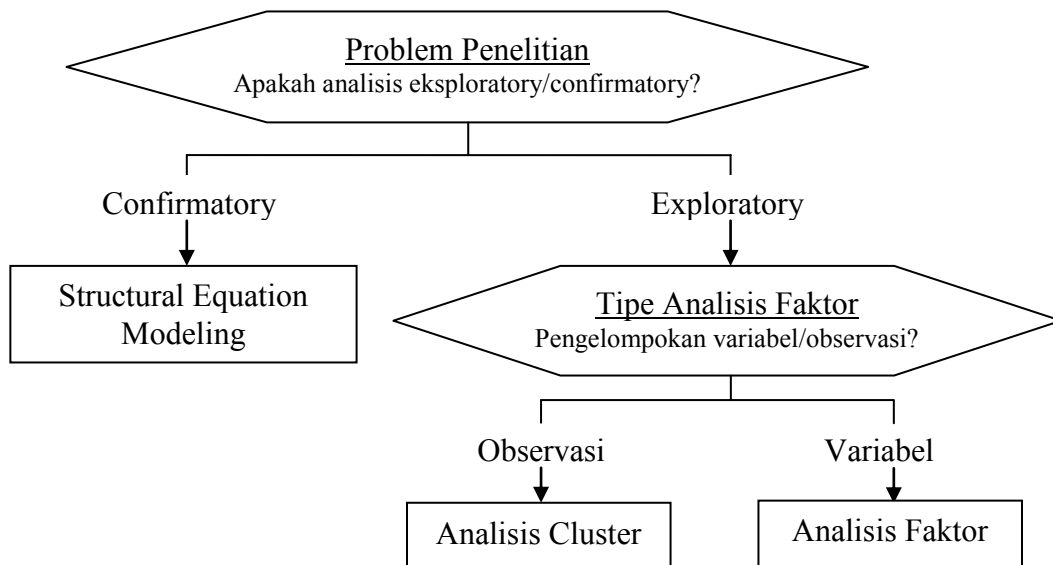 Problem Penelitian
Apakah analisis eksploratory/confirmatory?
Confirmatory
Exploratory
Structural Equation
Modeling
Tipe Analisis Faktor
Pengelompokan variabel/observasi?
Observasi
Variabel
Analisis Cluster
Analisis Faktor